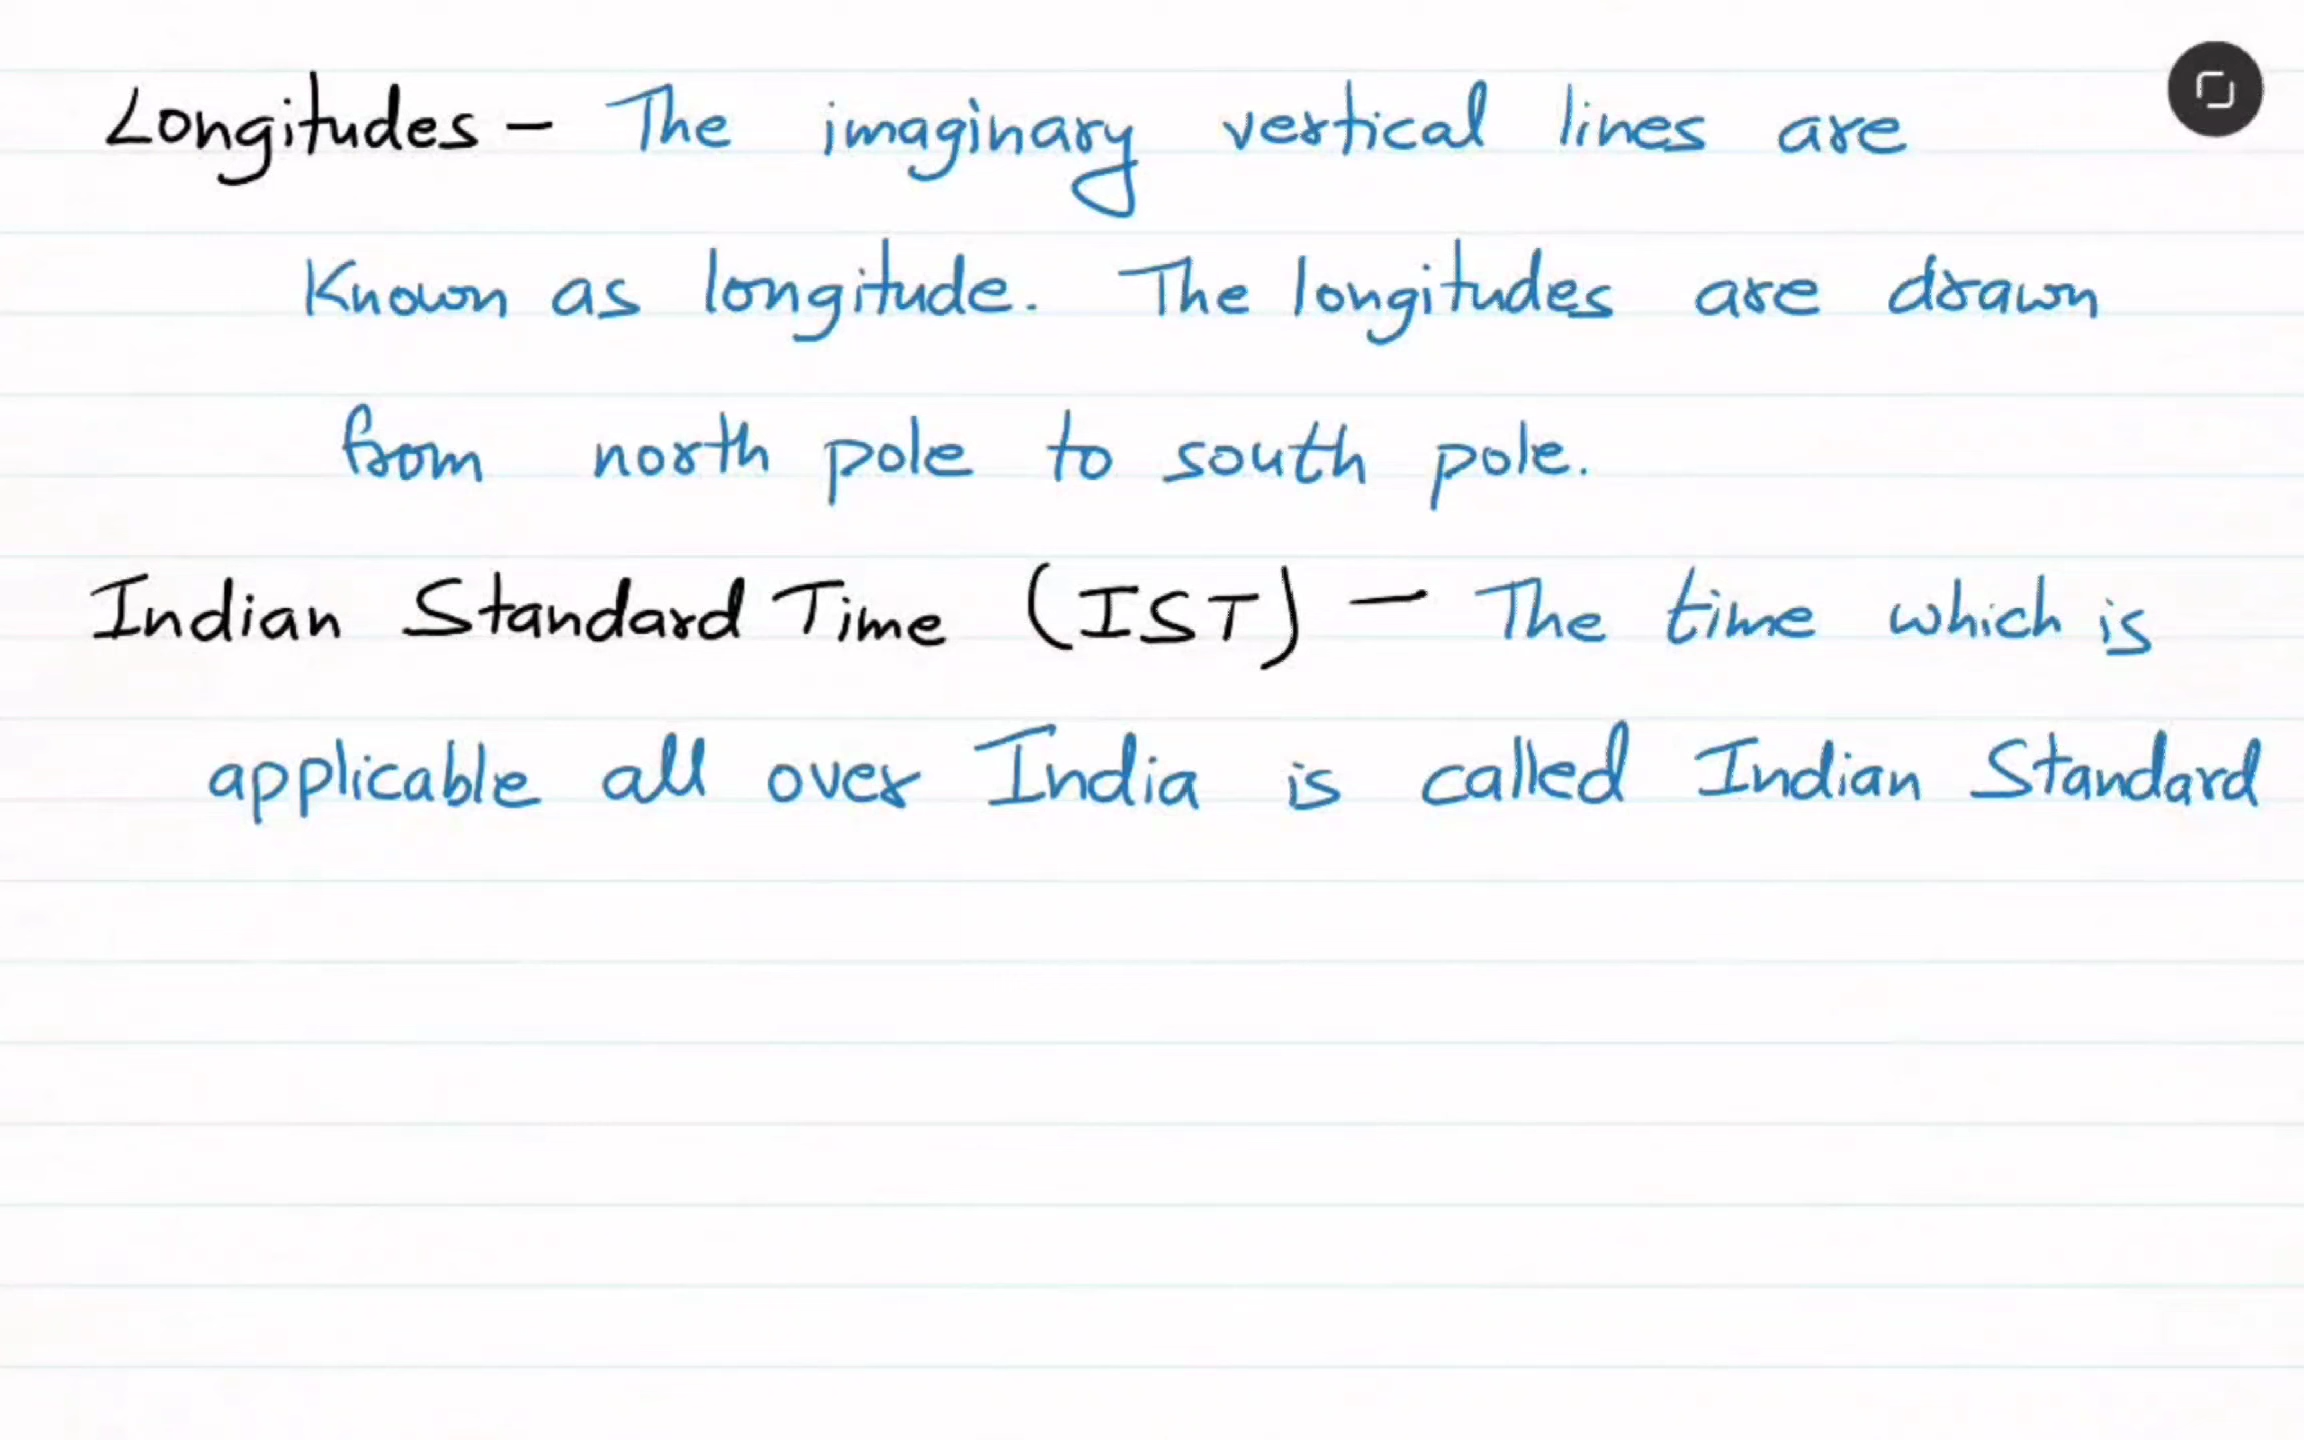 Longitudes - The imaginary vertical lines are
Known as longitude. The longitudes are drawn
from north pole to south pole.
Indian Standard Time (IST) - The time which is
applicable all over India is called Indian Standard